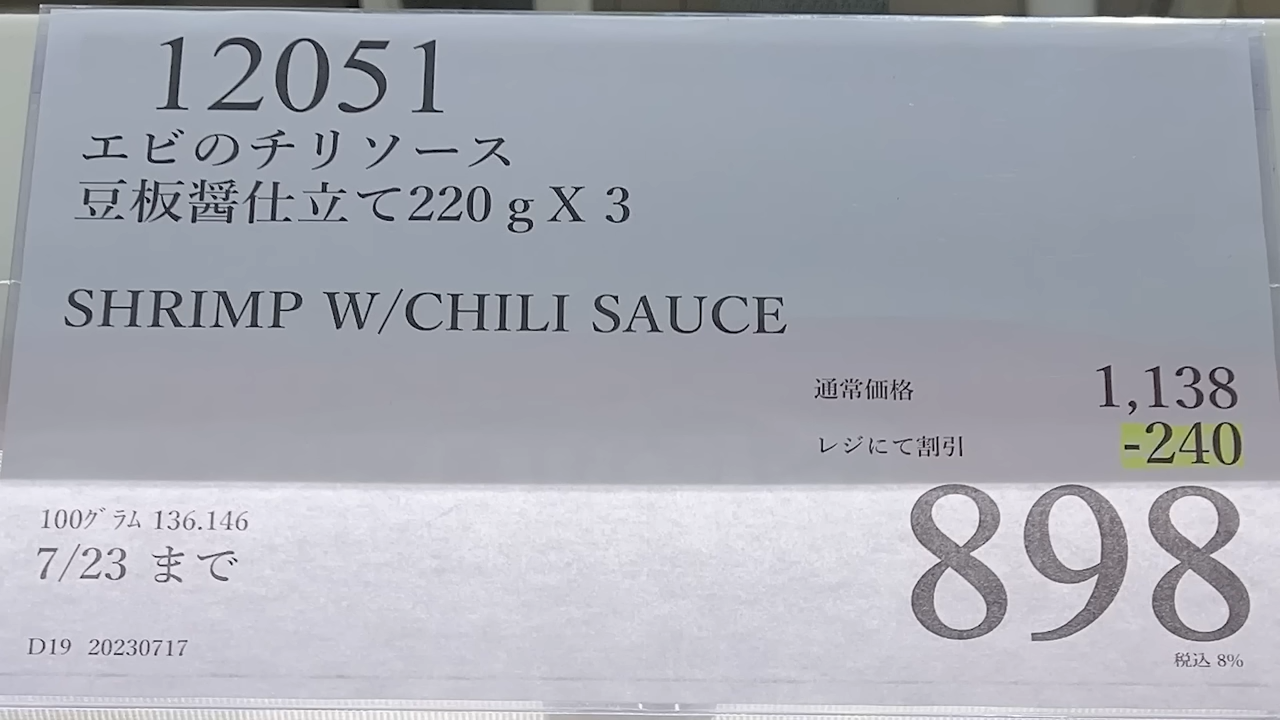 12051
エビのチリソース
豆板醤仕立て220ｇX 3
SHRIMP W/CHILI SAUCE
通常価格 1,138
レジにて割引 -240
898
100ｸﾞﾗﾑ 136.146
7/23 まで
D19 20230717
税込 8%